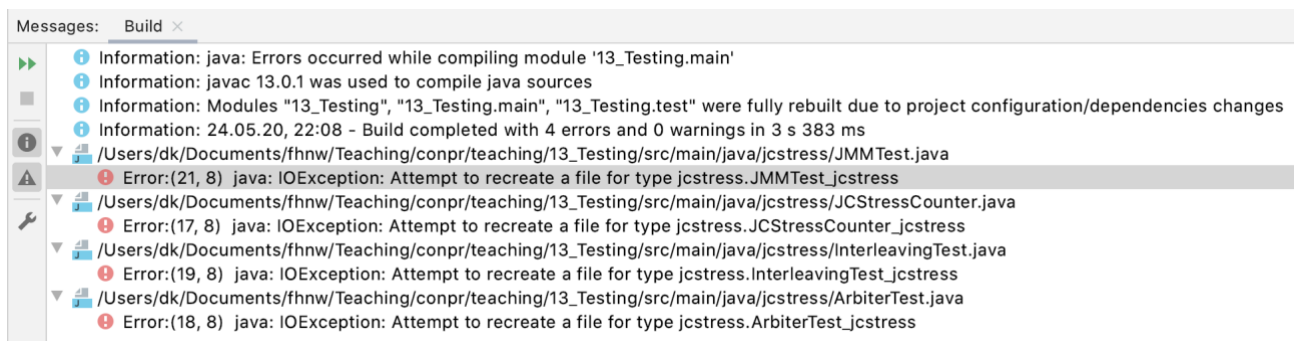 Messages: Build
Information: java: Errors occurred while compiling module '13_Testing.main'
Information: javac 13.0.1 was used to compile java sources
Information: Modules "13_Testing", "13_Testing.main", "13_Testing.test" were fully rebuilt due to project configuration/dependencies changes
Information: 24.05.20, 22:08 - Build completed with 4 errors and 0 warnings in 3 s 383 ms
/Users/dk/Documents/fhnw/Teaching/conpr/teaching/13_Testing/src/main/java/jcstress/JMMTest.java
Error:(21, 8) java: IOException: Attempt to recreate a file for type jcstress.JMMTest_jcstress
/Users/dk/Documents/fhnw/Teaching/conpr/teaching/13_Testing/src/main/java/jcstress/JCStressCounter.java
Error:(17, 8) java: IOException: Attempt to recreate a file for type jcstress.JCStressCounter_jcstress
/Users/dk/Documents/fhnw/Teaching/conpr/teaching/13_Testing/src/main/java/jcstress/InterleavingTest.java
Error:(19, 8) java: IOException: Attempt to recreate a file for type jcstress.InterleavingTest_jcstress
/Users/dk/Documents/fhnw/Teaching/conpr/teaching/13_Testing/src/main/java/jcstress/ArbiterTest.java
Error:(18, 8) java: IOException: Attempt to recreate a file for type jcstress.ArbiterTest_jcstress